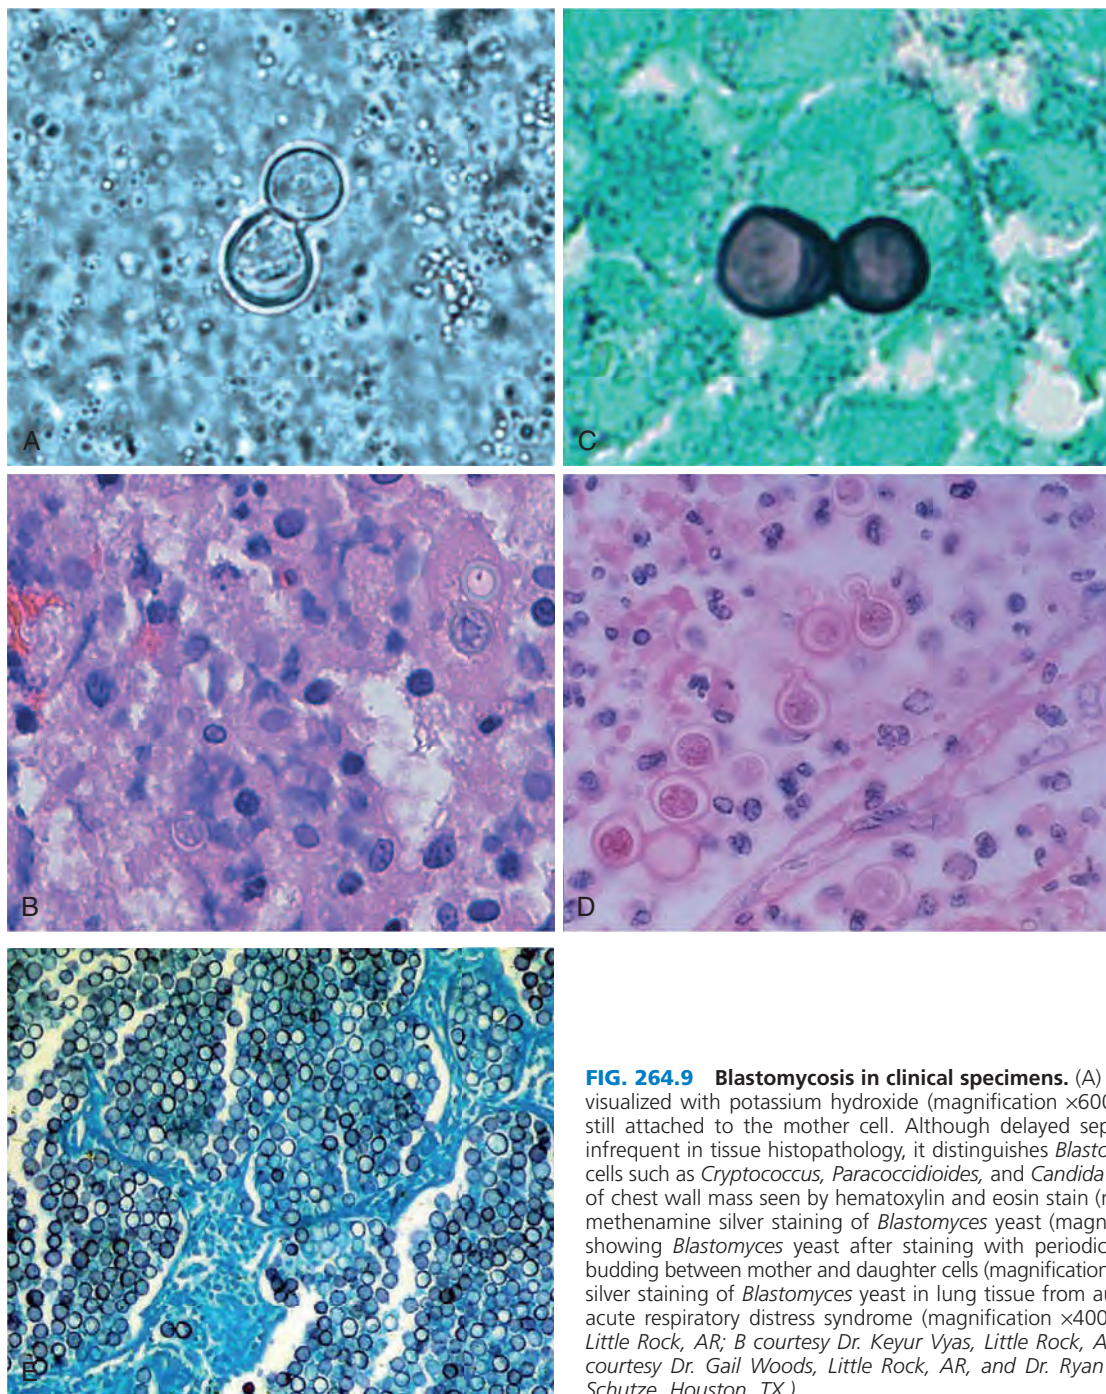 A
C
B
D
E
FIG. 264.9 Blastomycosis in clinical specimens. (A)
visualized with potassium hydroxide (magnification ×600
still attached to the mother cell. Although delayed sep
infrequent in tissue histopathology, it distinguishes Blasto
cells such as Cryptococcus, Paracoccidioides, and Candida
of chest wall mass seen by hematoxylin and eosin stain (
methenamine silver staining of Blastomyces yeast (magn
showing Blastomyces yeast after staining with periodic
budding between mother and daughter cells (magnification
silver staining of Blastomyces yeast in lung tissue from au
acute respiratory distress syndrome (magnification ×400
Little Rock, AR; B courtesy Dr. Keyur Vyas, Little Rock, A
courtesy Dr. Gail Woods, Little Rock, AR, and Dr. Ryan
Schutze, Houston, TX.)